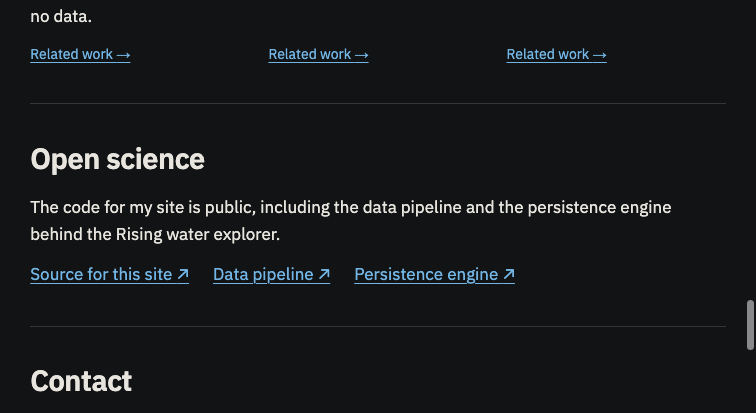 no data.
Related work → Related work → Related work →
Open science
The code for my site is public, including the data pipeline and the persistence engine
behind the Rising water explorer.
Source for this site ↗ Data pipeline ↗ Persistence engine ↗
Contact